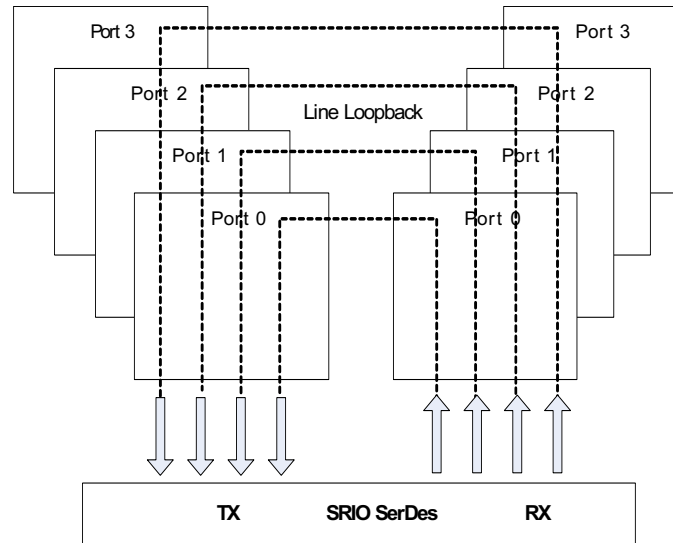 Port 3
Port 3
Port 2
Port 2
Line Loopback
Port 1
Port 1
Port 0
Port 0
TX SRIO SerDes RX